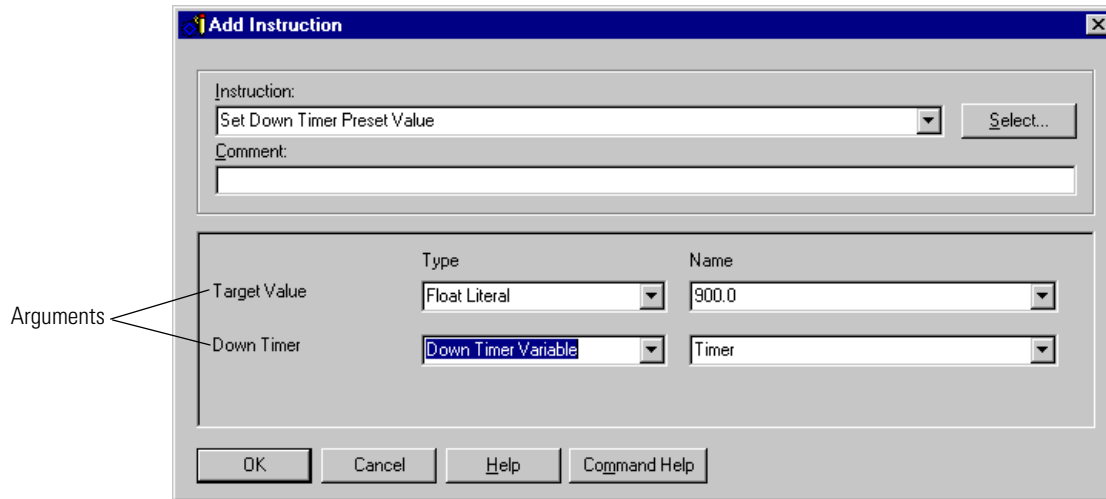 Add Instruction
Instruction:
Set Down Timer Preset Value
Select...
Comment:
Type Name
Arguments
Target Value Float Literal 900.0
Down Timer Down Timer Variable Timer
OK Cancel Help Command Help